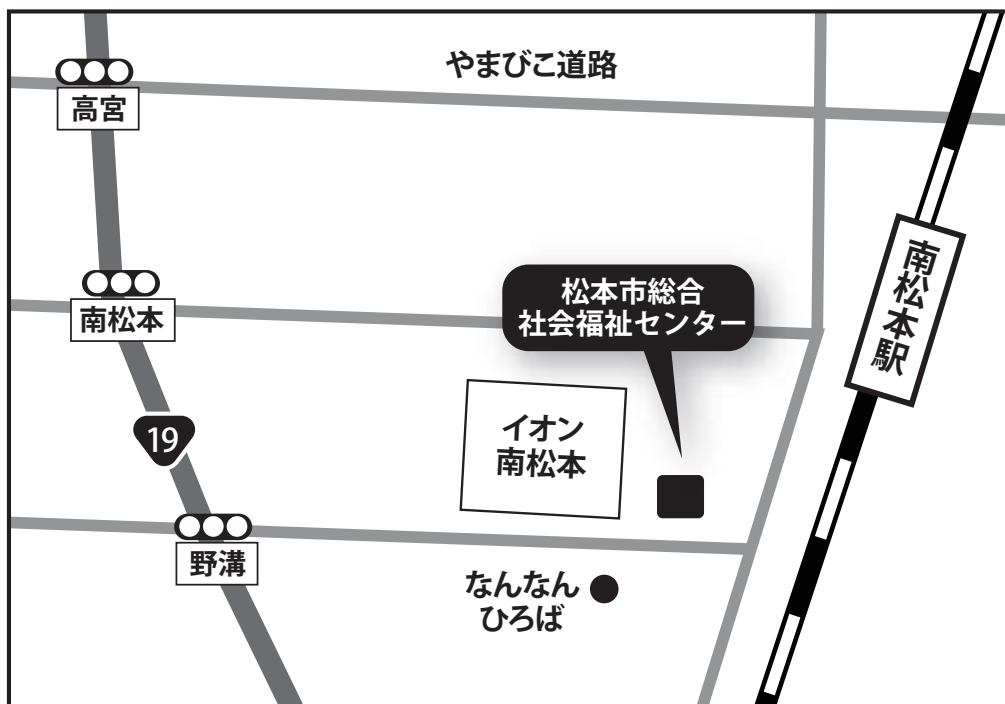 やまびこ道路
高宮
南松本駅
松本市総合
社会福祉センター
南松本
イオン
南松本
19
野溝
なんなん
ひろば